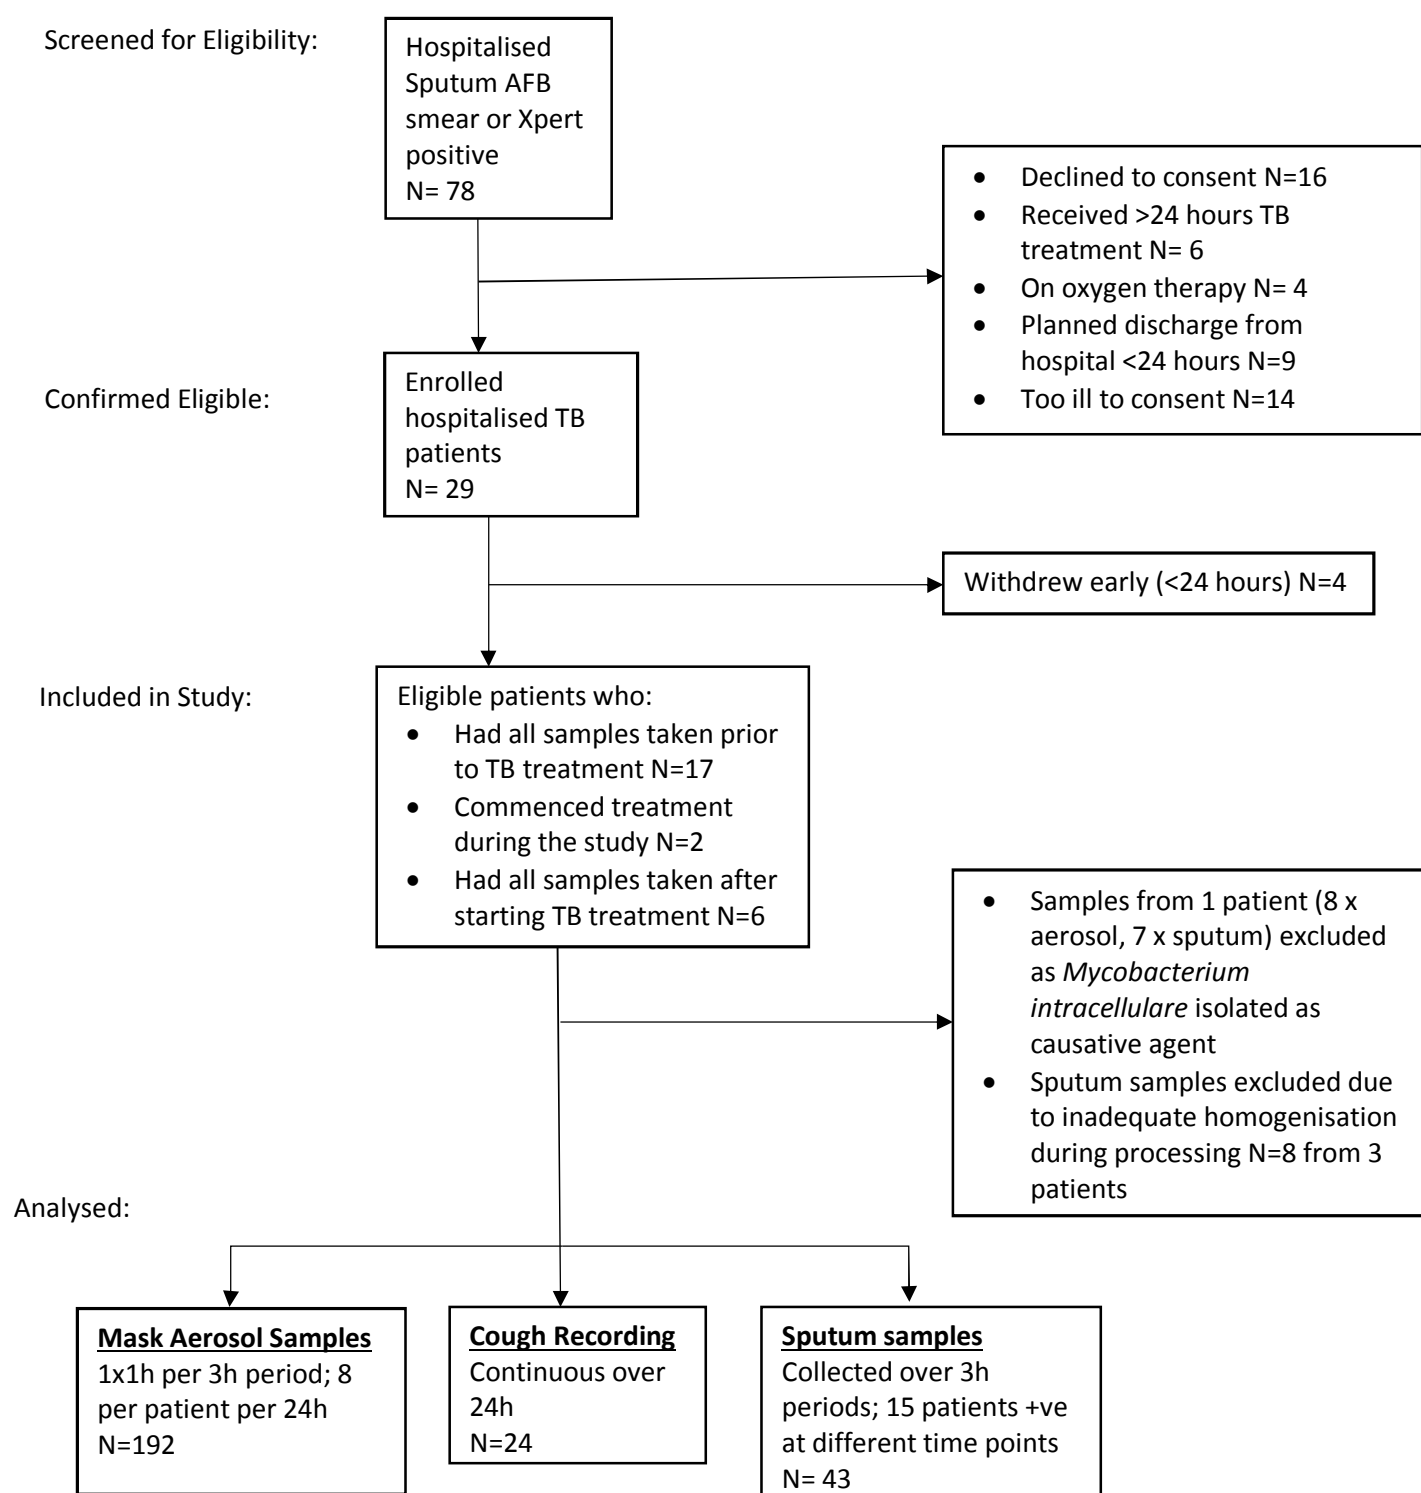 Screened for Eligibility:
Hospitalised
Sputum AFB
smear or Xpert
positive
N= 78
• Declined to consent N=16
• Received >24 hours TB
treatment N= 6
• On oxygen therapy N= 4
• Planned discharge from
hospital <24 hours N=9
• Too ill to consent N=14
Confirmed Eligible:
Enrolled
hospitalised TB
patients
N= 29
Withdrew early (<24 hours) N=4
Included in Study:
Eligible patients who:
• Had all samples taken prior
to TB treatment N=17
• Commenced treatment
during the study N=2
• Had all samples taken after
starting TB treatment N=6
• Samples from 1 patient (8 x
aerosol, 7 x sputum) excluded
as Mycobacterium
intracellulare isolated as
causative agent
• Sputum samples excluded due
to inadequate homogenisation
during processing N=8 from 3
patients
Analysed:
Mask Aerosol Samples
1x1h per 3h period; 8
per patient per 24h
N=192
Cough Recording
Continuous over
24h
N=24
Sputum samples
Collected over 3h
periods; 15 patients +ve
at different time points
N= 43